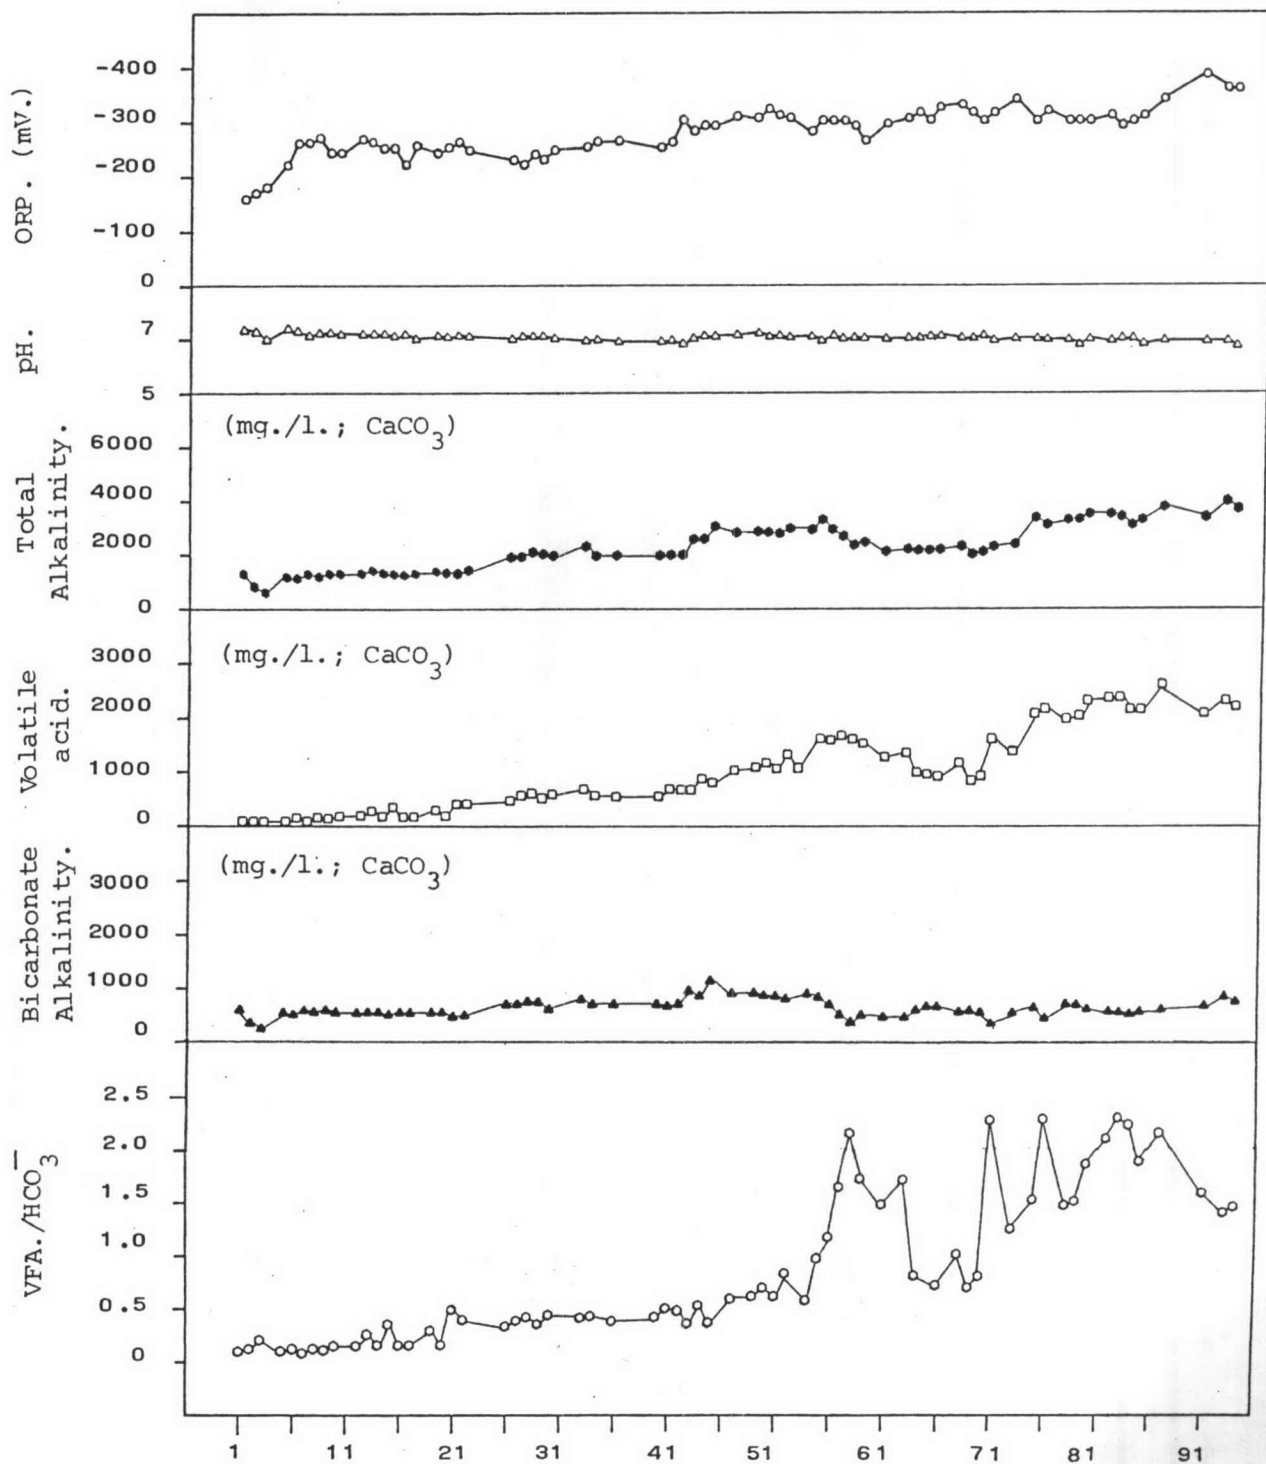 ORP. (mV.)
-400
-300
-200
-100
0
pH.
7
5
Total
Alkalinity.
(mg./l.; CaCO3)
6000
4000
2000
0
Volatile
acid.
(mg./l.; CaCO3)
3000
2000
1000
0
Bicarbonate
Alkalinity.
(mg./l.; CaCO3)
3000
2000
1000
0
VFA./HCO3−
2.5
2.0
1.5
1.0
0.5
0
1 11 21 31 41 51 61 71 81 91